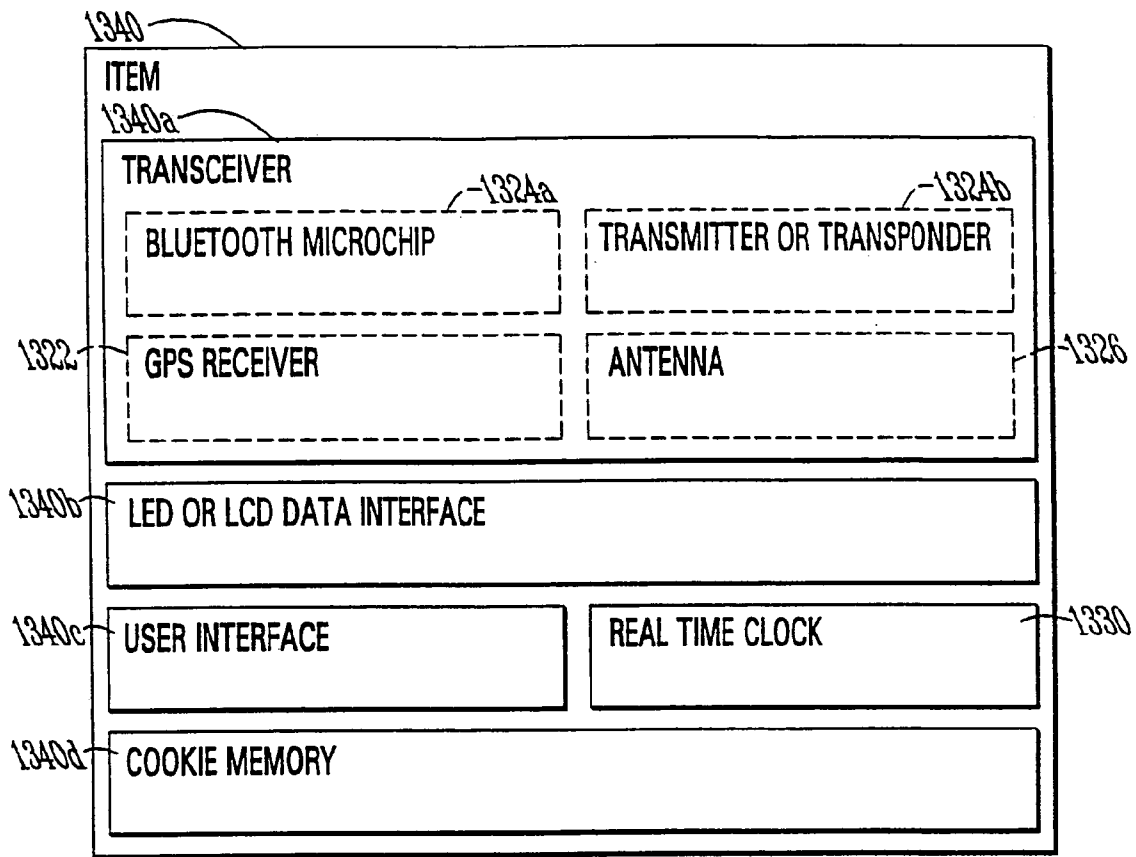 1340
ITEM
1340a
TRANSCEIVER
1324a
1324b
BLUETOOTH MICROCHIP
TRANSMITTER OR TRANSPONDER
1322
GPS RECEIVER
ANTENNA
1326
1340b
LED OR LCD DATA INTERFACE
1340c
USER INTERFACE
REAL TIME CLOCK
1330
1340d
COOKIE MEMORY